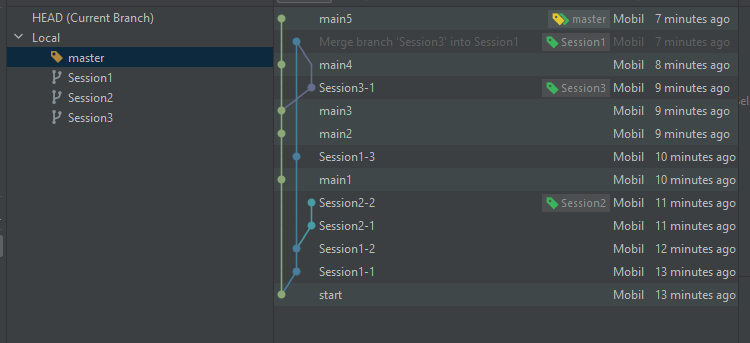 HEAD (Current Branch)
Local
master
Session1
Session2
Session3
main5 master Mobil 7 minutes ago
Merge branch 'Session3' into Session1 Session1 Mobil 7 minutes ago
main4 Mobil 8 minutes ago
Session3-1 Session3 Mobil 9 minutes ago
main3 Mobil 9 minutes ago
main2 Mobil 9 minutes ago
Session1-3 Mobil 10 minutes ago
main1 Mobil 10 minutes ago
Session2-2 Session2 Mobil 11 minutes ago
Session2-1 Mobil 11 minutes ago
Session1-2 Mobil 12 minutes ago
Session1-1 Mobil 13 minutes ago
start Mobil 13 minutes ago